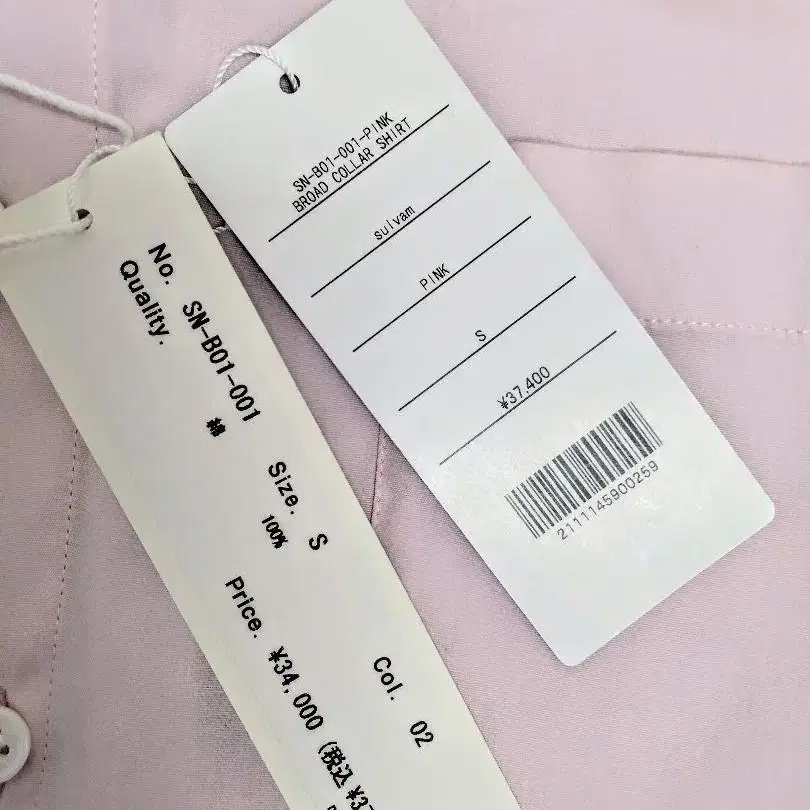 SN-B01-001-PINK
BROAD COLLAR SHIRT
sulvam
PINK
S
¥37,400
2111145900259
No. SN-B01-001 Size. S Col. 02
Quality. 綿 100%
Price. ¥34,000 (税込 ¥37